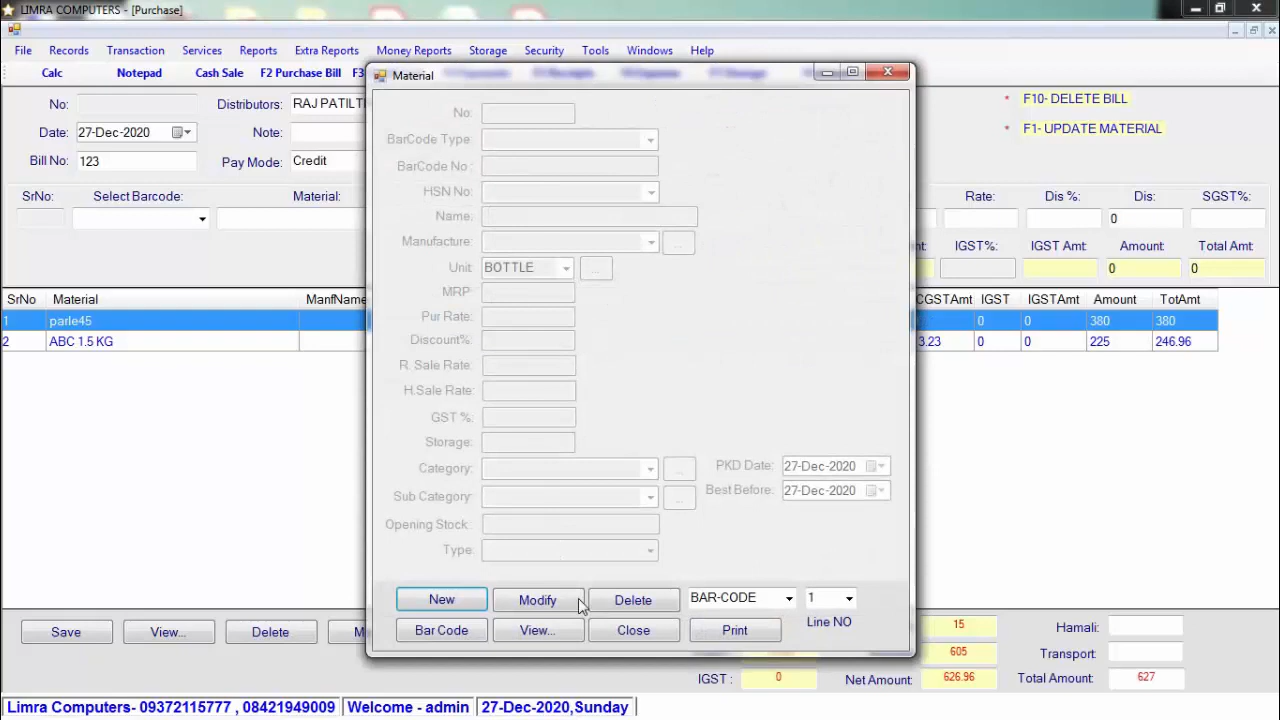 LIMRA COMPUTERS - [Purchase]
File Records Transaction Services Reports Extra Reports Money Reports Storage Security Tools Windows Help
Calc Notepad Cash Sale F2 Purchase Bill F3
Material
No: Distributors: RAJ PATIL
Date: 27-Dec-2020 Note:
Bill No: 123 Pay Mode: Credit
F10- DELETE BILL
F1- UPDATE MATERIAL
SrNo: Select Barcode: Material: Rate: Dis %: Dis: SGST%:
0
IGST%: IGST Amt: Amount: Total Amt:
0 0
SrNo Material ManfName CGSTAmt IGST IGSTAmt Amount TotAmt
1 parle45 0 0 380 380
2 ABC 1.5 KG 3.23 0 0 225 246.96
No:
BarCode Type:
BarCode No :
HSN No:
Name:
Manufacture: ...
Unit: BOTTLE ...
MRP:
Pur Rate:
Discount%:
R. Sale Rate:
H.Sale Rate:
GST %:
Storage:
Category: ... PKD Date: 27-Dec-2020
Sub Category: ... Best Before: 27-Dec-2020
Opening Stock:
Type:
New Modify Delete BAR-CODE 1
Bar Code View... Close Print Line NO
Save View... Delete M
15 Hamali:
605 Transport:
IGST : 0 Net Amount: 626.96 Total Amount: 627
Limra Computers- 09372115777 , 08421949009 Welcome - admin 27-Dec-2020,Sunday